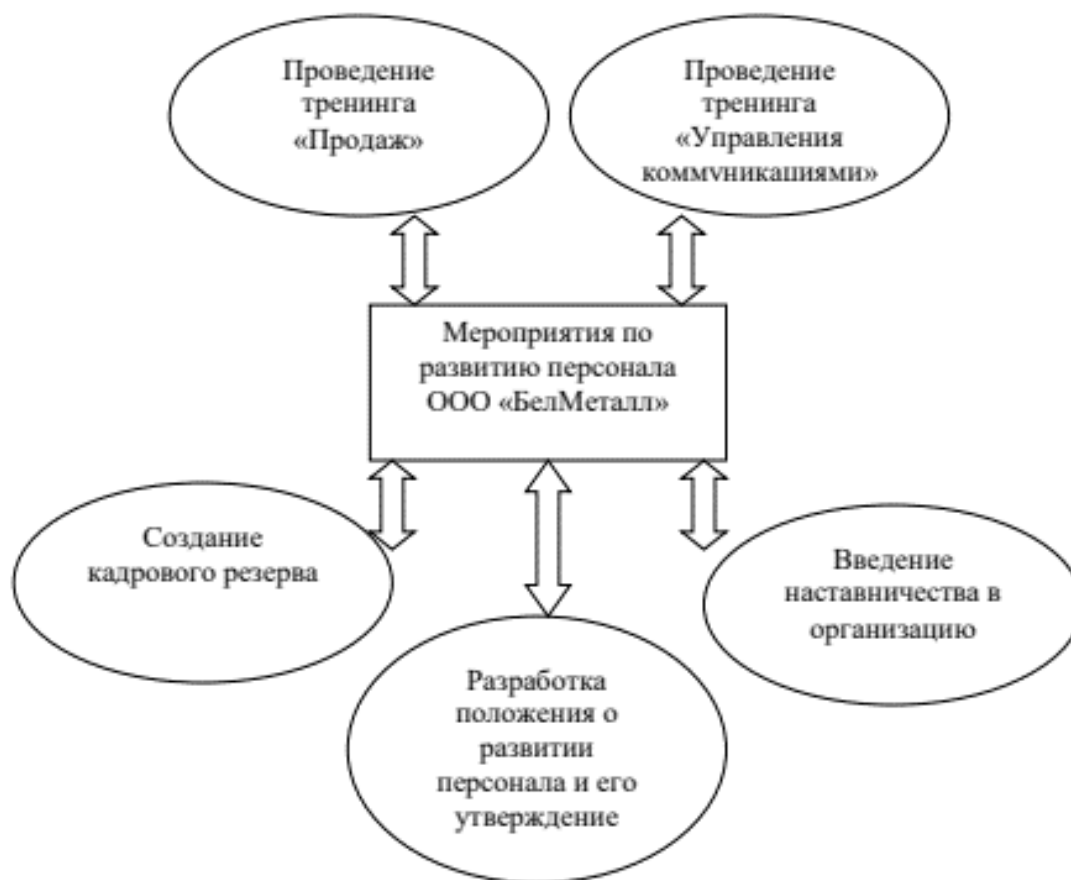 Проведение
тренинга
«Продаж»
Проведение
тренинга
«Управления
коммуникациями»
Мероприятия по
развитию персонала
ООО «БелМеталл»
Создание
кадрового резерва
Введение
наставничества в
организацию
Разработка
положения о
развитии
персонала и его
утверждение